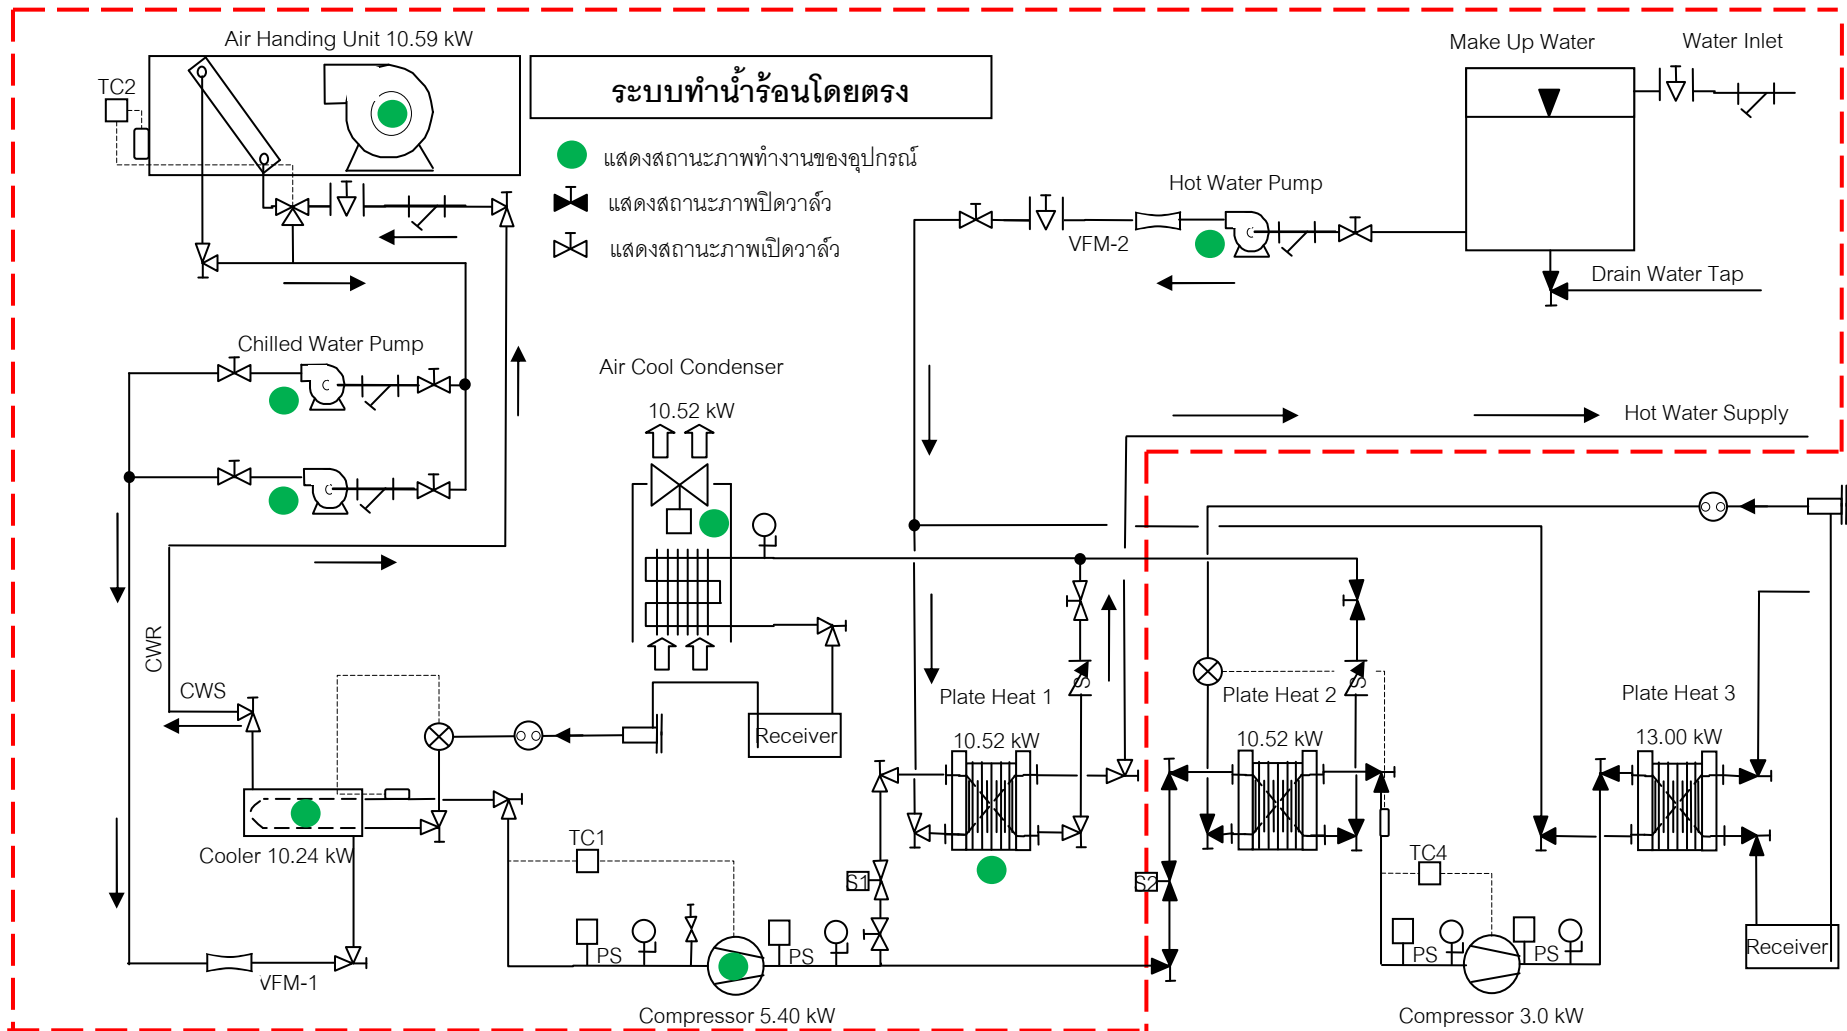 Air Handing Unit 10.59 kW
Make Up Water
Water Inlet
TC2
ระบบทำน้ำร้อนโดยตรง
แสดงสถานะภาพทำงานของอุปกรณ์
แสดงสถานะภาพปิดวาล์ว
แสดงสถานะภาพเปิดวาล์ว
Hot Water Pump
C
VFM-2
Drain Water Tap
Chilled Water Pump
C
C
Air Cool Condenser
10.52 kW
Hot Water Supply
CWR
CWS
Receiver
Plate Heat 1
10.52 kW
S
Plate Heat 2
10.52 kW
S
Plate Heat 3
13.00 kW
Cooler 10.24 kW
TC1
S1
S2
TC4
PS
PS
PS
PS
Receiver
VFM-1
Compressor 5.40 kW
Compressor 3.0 kW